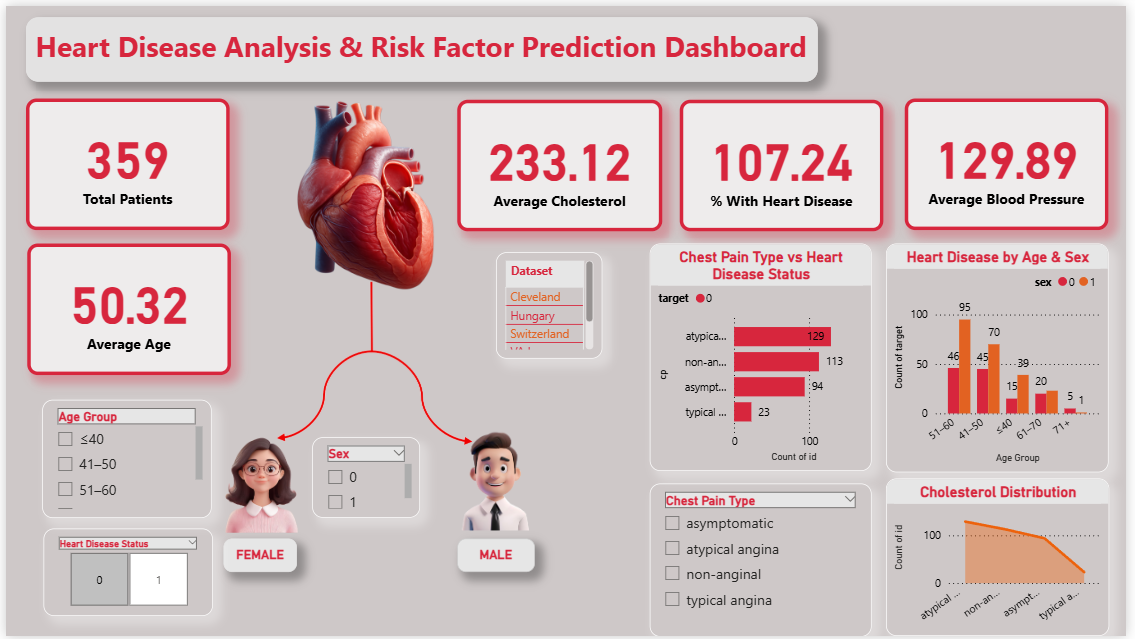 Heart Disease Analysis & Risk Factor Prediction Dashboard
359
Total Patients
233.12
Average Cholesterol
107.24
% With Heart Disease
129.89
Average Blood Pressure
50.32
Average Age
Dataset
Cleveland
Hungary
Switzerland
Chest Pain Type vs Heart
Disease Status
target 0
cp
atypica... 129
non-an... 113
asympt... 94
typical ... 23
0 100
Count of id
Heart Disease by Age & Sex
sex 0 1
Count of target
100
50
0
46 95
45 70
15 39
20
5 1
51–60 41–50 ≤40 61–70 71+
Age Group
Age Group
≤40
41–50
51–60
Sex
0
1
Heart Disease Status
0 1
FEMALE
MALE
Chest Pain Type
asymptomatic
atypical angina
non-anginal
typical angina
Cholesterol Distribution
Count of id
100
0
atypical ... non-an... asympt... typical a...